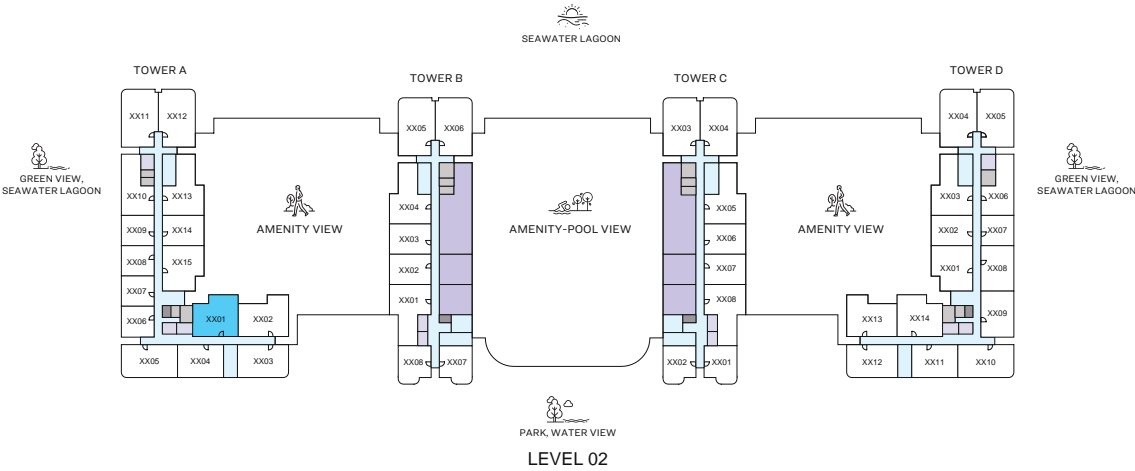 SEAWATER LAGOON
TOWER A
TOWER B
TOWER C
TOWER D
XX11 XX12
XX05 XX06
XX03 XX04
XX04 XX05
GREEN VIEW,
SEAWATER LAGOON
GREEN VIEW,
SEAWATER LAGOON
XX10 XX13
XX04
XX05
XX03 XX06
XX09 XX14
XX03
XX06
XX02 XX07
AMENITY VIEW
AMENITY-POOL VIEW
AMENITY VIEW
XX08 XX15
XX02
XX07
XX01 XX08
XX07
XX01
XX08
XX09
XX06 XX01 XX02
XX13 XX14
XX05 XX04 XX03
XX08 XX07
XX02 XX01
XX12 XX11 XX10
PARK, WATER VIEW
LEVEL 02